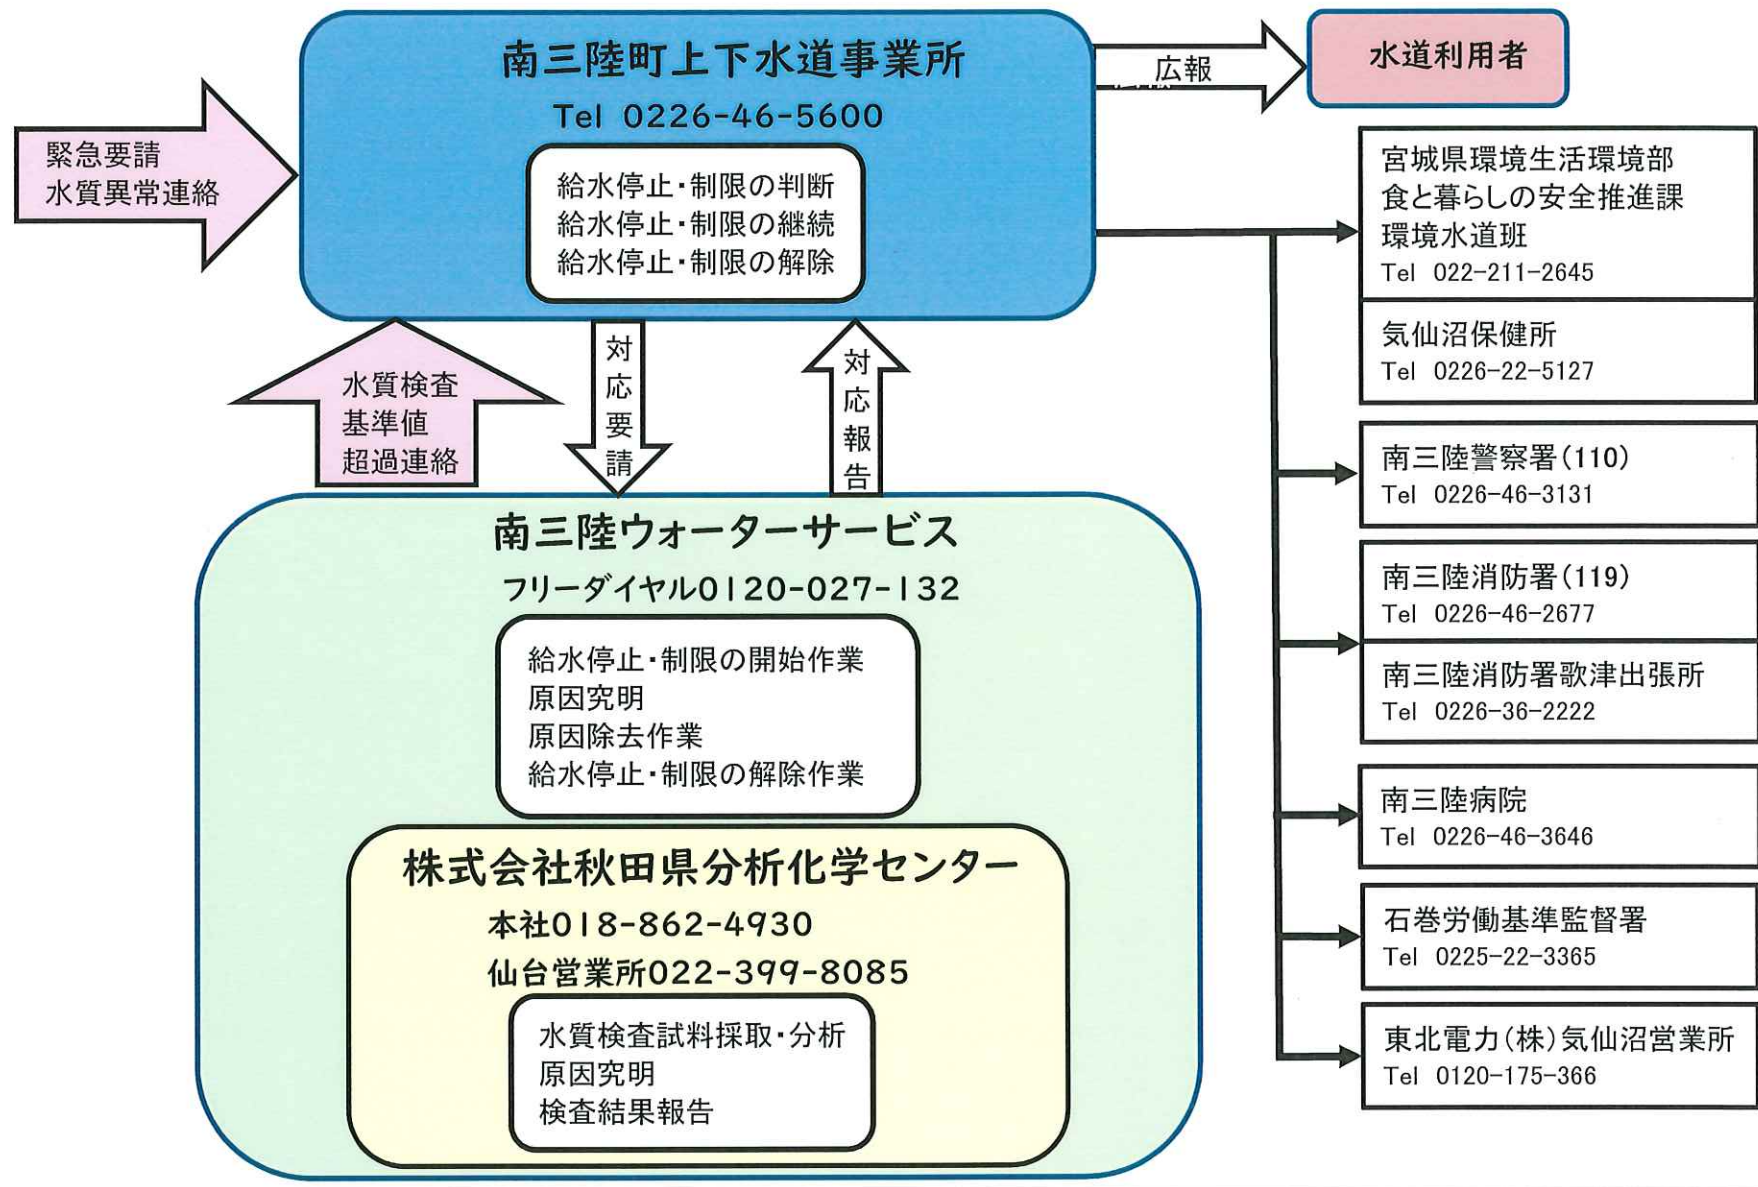 南三陸町上下水道事業所
Tel 0226-46-5600
給水停止・制限の判断
給水停止・制限の継続
給水停止・制限の解除
緊急要請
水質異常連絡
広報
水道利用者
宮城県環境生活環境部
食と暮らしの安全推進課
環境水道班
Tel 022-211-2645
気仙沼保健所
Tel 0226-22-5127
南三陸警察署(110)
Tel 0226-46-3131
南三陸消防署(119)
Tel 0226-46-2677
南三陸消防署歌津出張所
Tel 0226-36-2222
南三陸病院
Tel 0226-46-3646
石巻労働基準監督署
Tel 0225-22-3365
東北電力(株)気仙沼営業所
Tel 0120-175-366
水質検査
基準値
超過連絡
対応要請
対応報告
南三陸ウォーターサービス
フリーダイヤル0120-027-132
給水停止・制限の開始作業
原因究明
原因除去作業
給水停止・制限の解除作業
株式会社秋田県分析化学センター
本社018-862-4930
仙台営業所022-399-8085
水質検査試料採取・分析
原因究明
検査結果報告